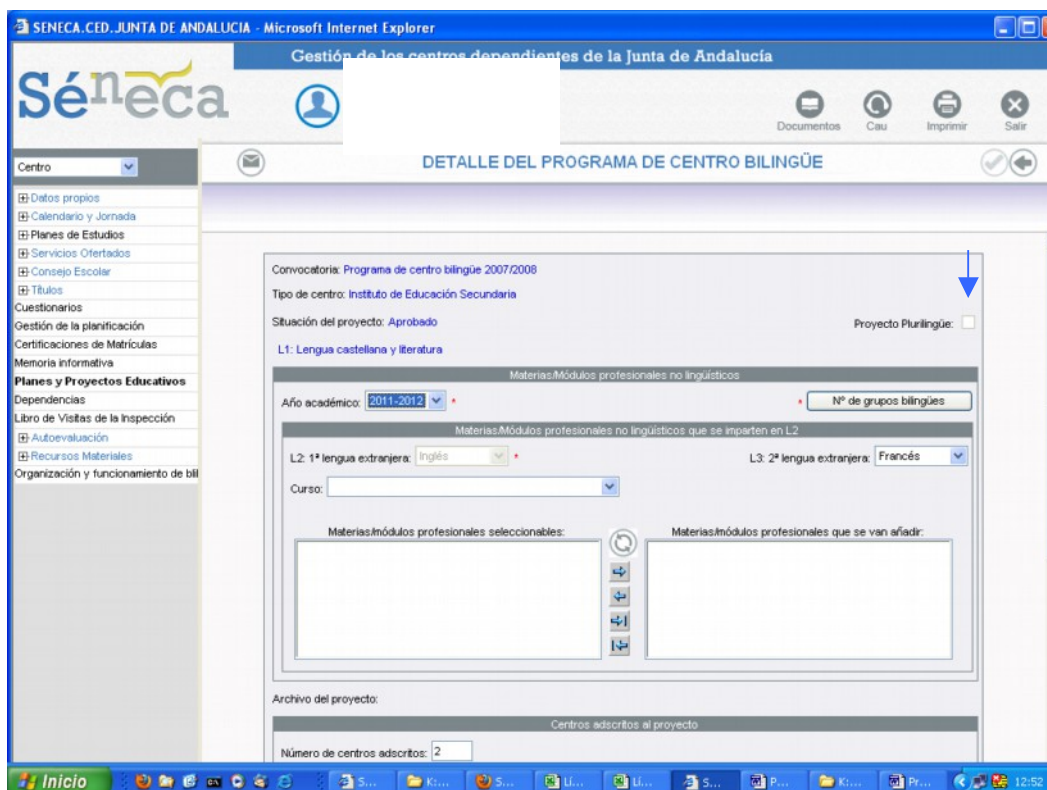 SENECA.CED.JUNTA DE ANDALUCIA - Microsoft Internet Explorer
Gestión de los centros dependientes de la Junta de Andalucía
Séneca
Documentos Cau Imprimir Salir
Centro
DETALLE DEL PROGRAMA DE CENTRO BILINGÜE
Datos propios
Calendario y Jornada
Planes de Estudios
Servicios Ofertados
Consejo Escolar
Títulos
Cuestionarios
Gestión de la planificación
Certificaciones de Matrículas
Memoria informativa
Planes y Proyectos Educativos
Dependencias
Libro de Visitas de la Inspección
Autoevaluación
Recursos Materiales
Organización y funcionamiento de bil
Convocatoria: Programa de centro bilingüe 2007/2008
Tipo de centro: Instituto de Educación Secundaria
Situación del proyecto: Aprobado Proyecto Plurilingüe:
L1: Lengua castellana y literatura
Materias/Módulos profesionales no lingüísticos
Año académico: 2011-2012 * * Nº de grupos bilingües
Materias/Módulos profesionales no lingüísticos que se imparten en L2
L2: 1ª lengua extranjera: Inglés * L3: 2ª lengua extranjera: Francés
Curso:
Materias/módulos profesionales seleccionables: Materias/módulos profesionales que se van añadir:
Archivo del proyecto:
Centros adscritos al proyecto
Número de centros adscritos: 2
Inicio S... K:... S... Lí... Lí... S... P... K:... Pr... 12:52